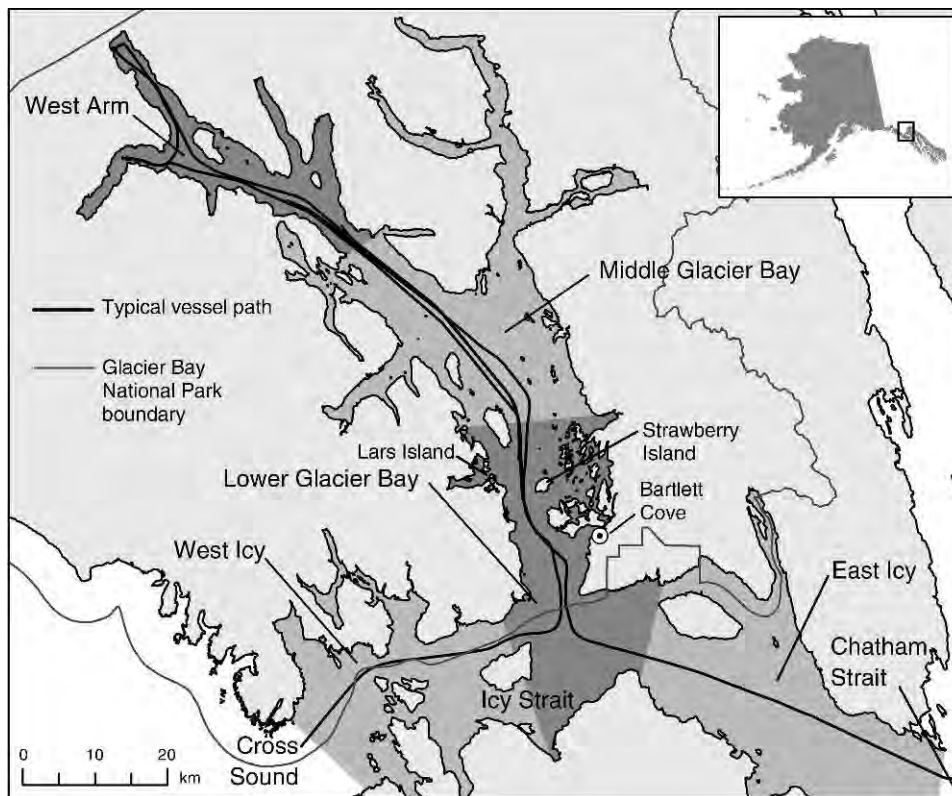 West Arm
Middle Glacier Bay
Typical vessel path
Glacier Bay
National Park
boundary
Strawberry
Island
Lars Island
Lower Glacier Bay
Bartlett
Cove
West Icy
East Icy
Chatham
Strait
Icy Strait
Cross
Sound
0 10 20
km